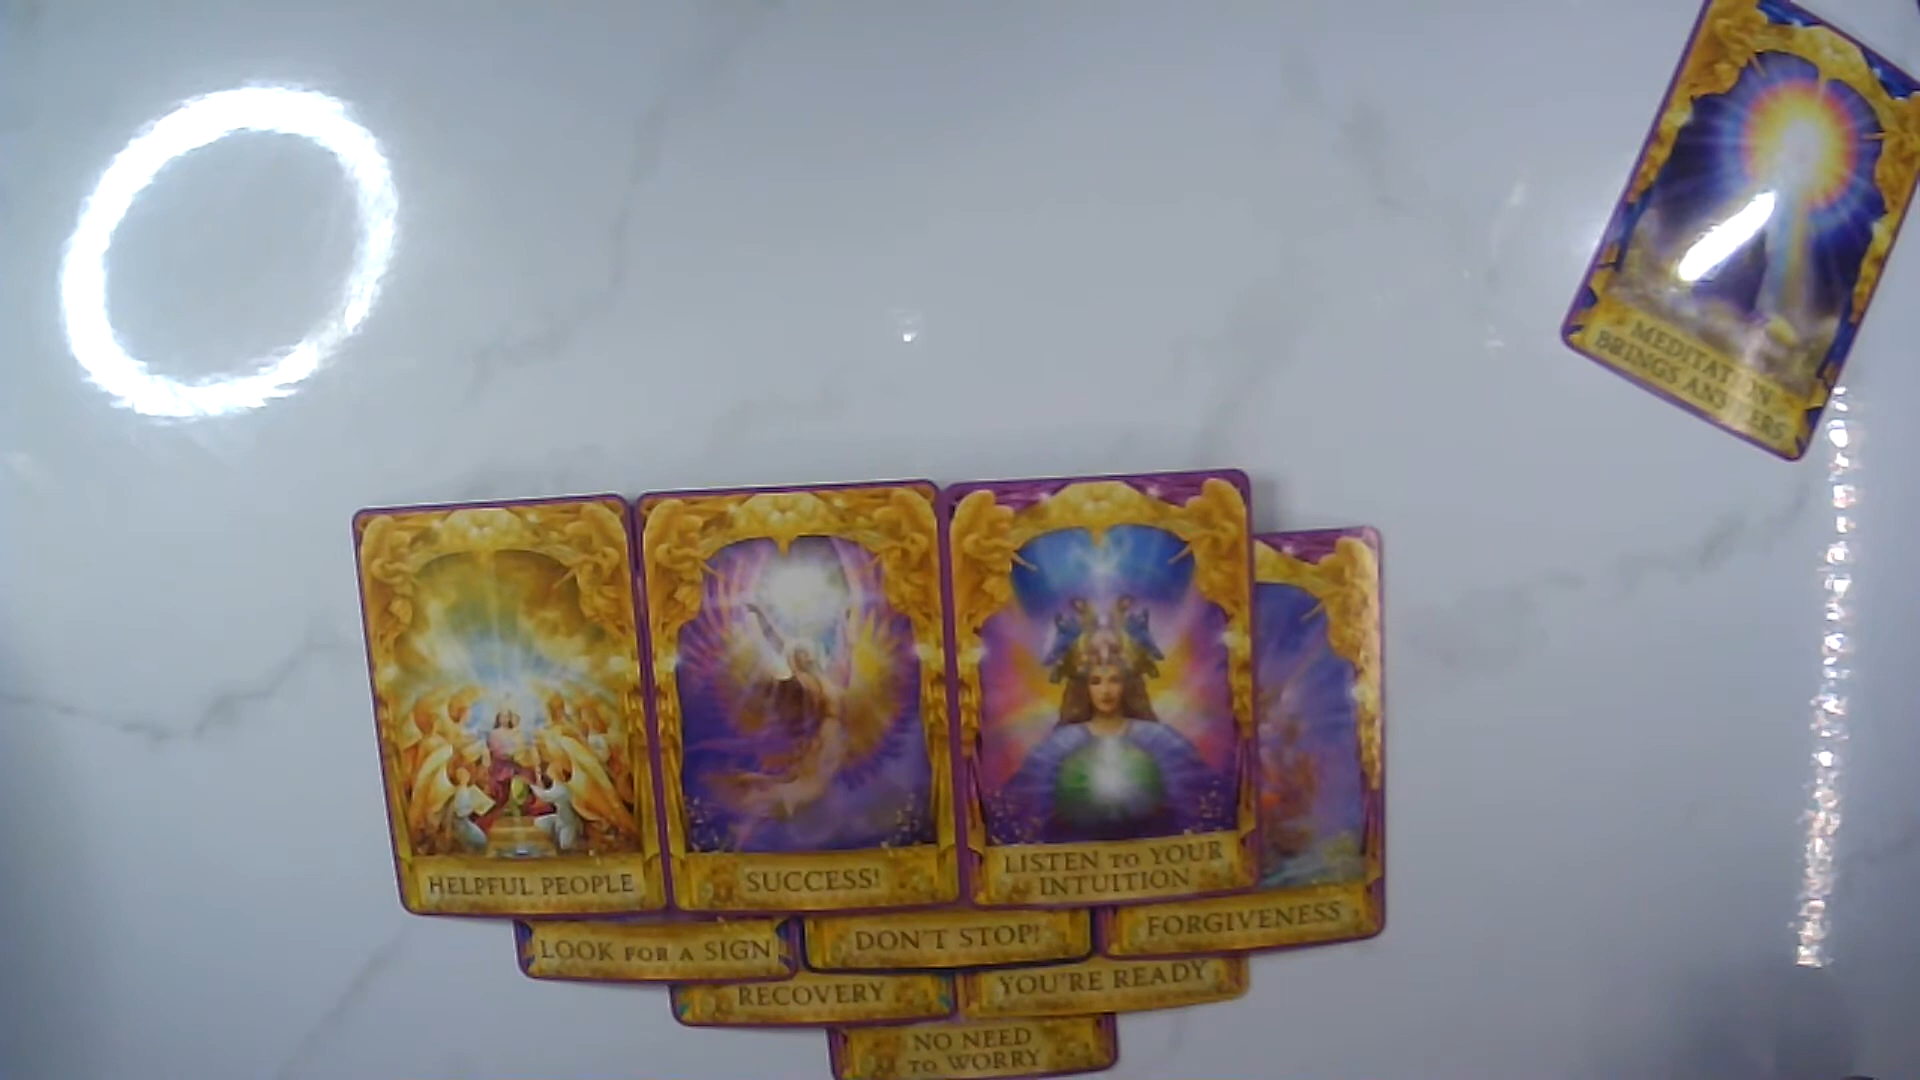 MEDITATION
BRINGS ANSWERS
HELPFUL PEOPLE
SUCCESS!
LISTEN TO YOUR
INTUITION
LOOK FOR A SIGN
DON'T STOP!
FORGIVENESS
RECOVERY
YOU'RE READY
NO NEED
TO WORRY